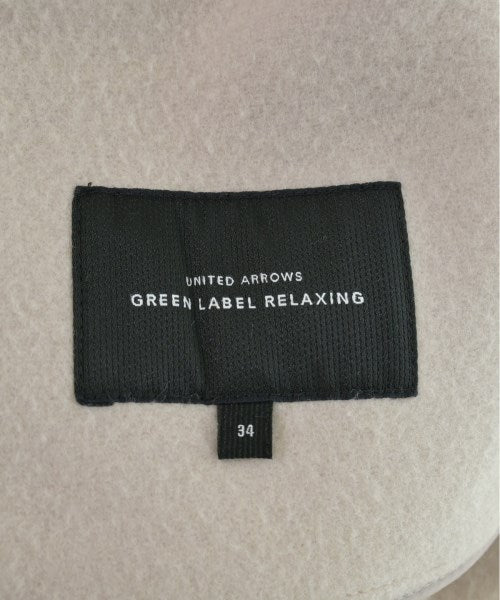 UNITED ARROWS
GREEN LABEL RELAXING
34